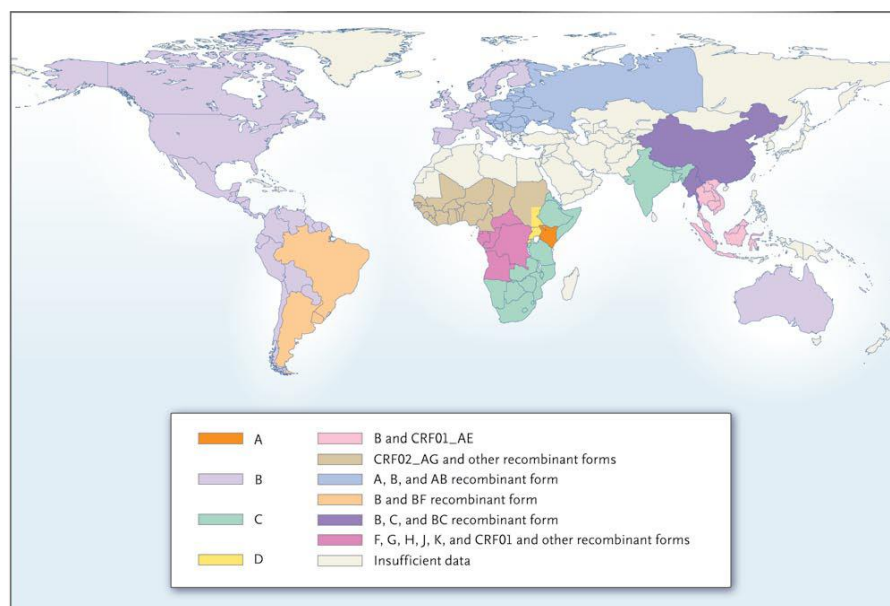 A
B
C
D
B and CRF01_AE
CRF02_AG and other recombinant forms
A, B, and AB recombinant form
B and BF recombinant form
B, C, and BC recombinant form
F, G, H, J, K, and CRF01 and other recombinant forms
Insufficient data